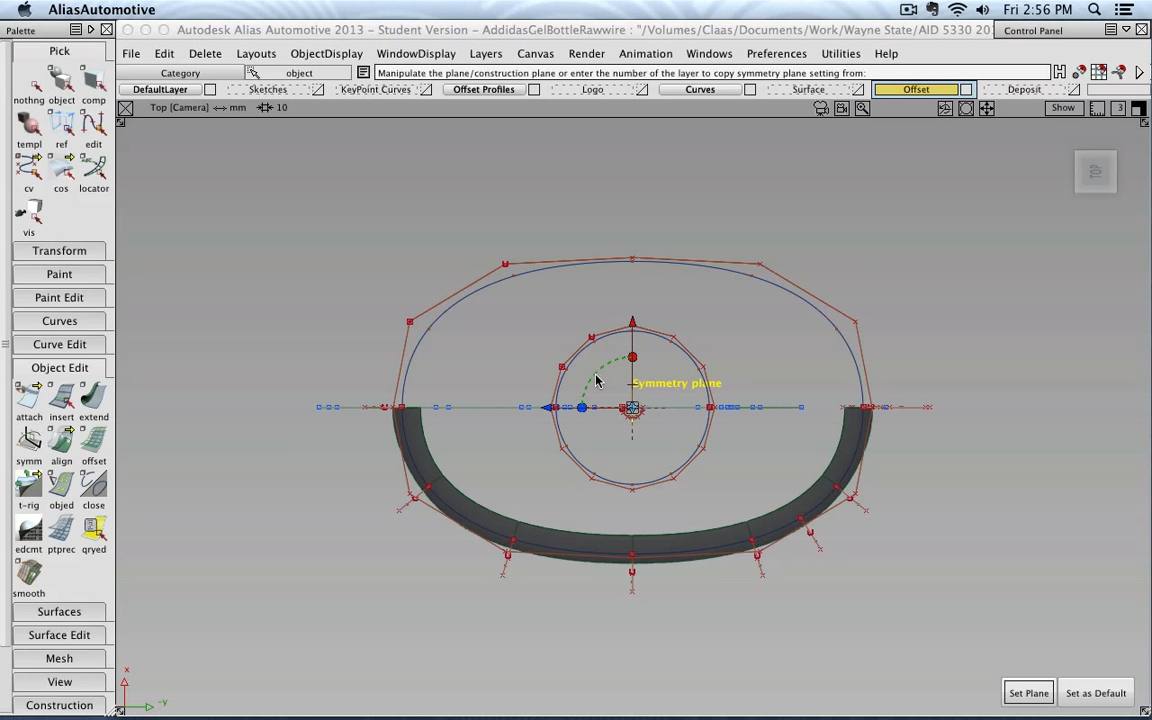 AliasAutomotive
Fri 2:56 PM
Palette
Autodesk Alias Automotive 2013 - Student Version - AddidasGelBottleRawwire : "/Volumes/Claas/Documents/Work/Wayne State/AID 5330 201
Control Panel
File Edit Delete Layouts ObjectDisplay WindowDisplay Layers Canvas Render Animation Windows Preferences Utilities Help
Pick
Category object Manipulate the plane/construction plane or enter the number of the layer to copy symmetry plane setting from:
DefaultLayer Sketches KeyPoint Curves Offset Profiles Logo Curves Surface Offset Deposit
Top [Camera] mm 10 Show 3
nothng object comp
templ ref edit
cv cos locator
vis
TOP
Transform
Paint
Paint Edit
Curves
Curve Edit
Object Edit
attach insert extend
symm align offset
t-rig objed close
edcmt ptprec qryed
smooth
Surfaces
Surface Edit
Mesh
View
Construction
Symmetry plane
x
-y
Set Plane Set as Default